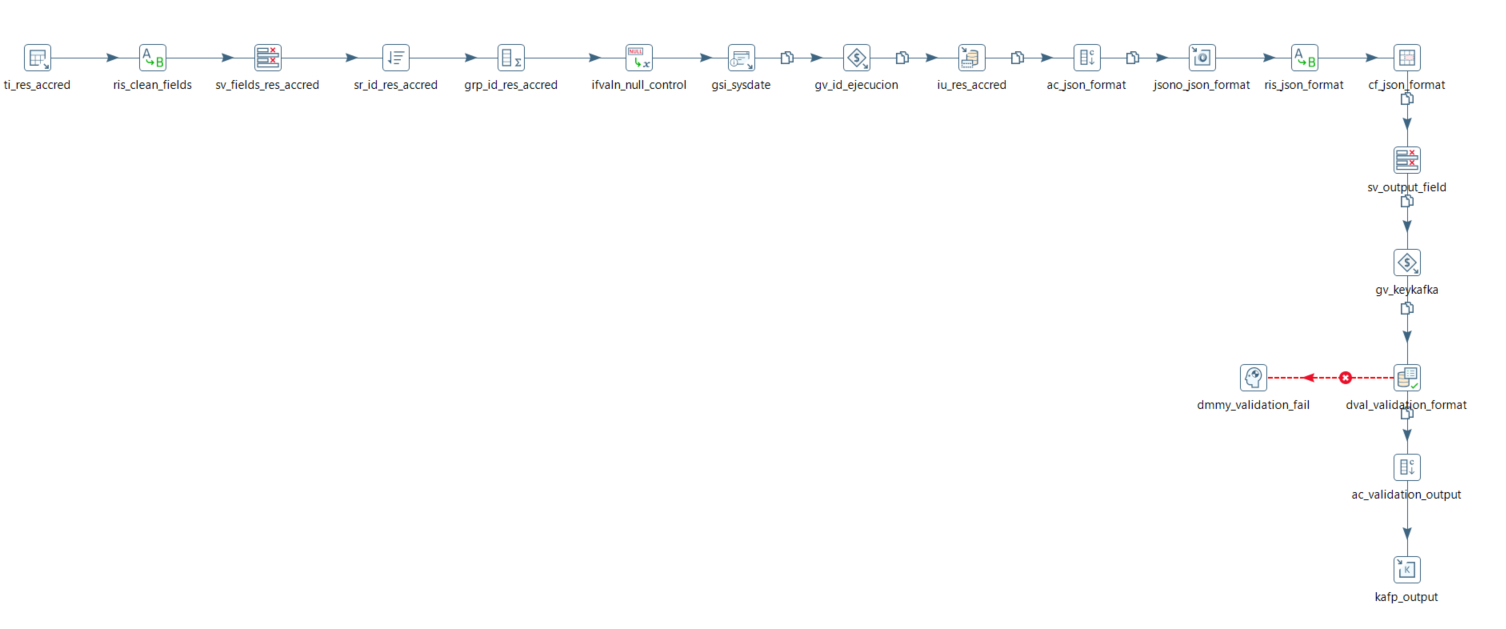 ti_res_accred
ris_clean_fields
sv_fields_res_accred
sr_id_res_accred
grp_id_res_accred
ifvaln_null_control
gsi_sysdate
gv_id_ejecucion
iu_res_accred
ac_json_format
jsono_json_format
ris_json_format
cf_json_format
sv_output_field
gv_keykafka
dmmy_validation_fail
dval_validation_format
ac_validation_output
kafp_output